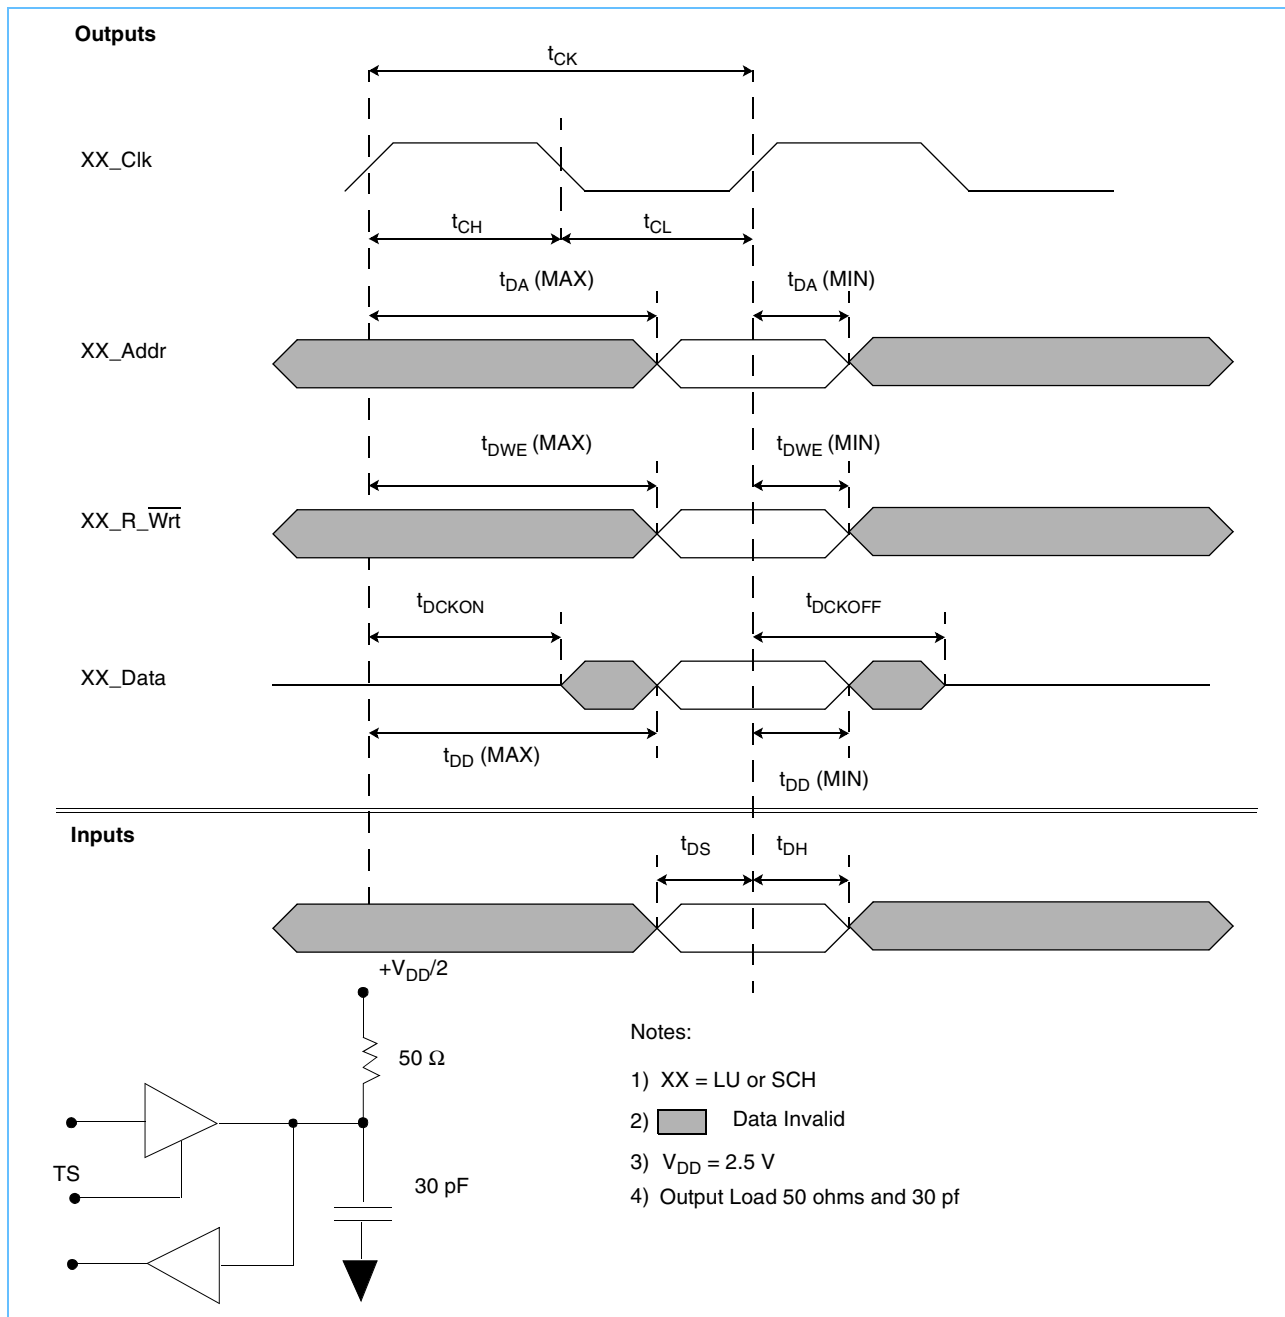 Outputs
tCK
XX_Clk
tCH
tCL
tDA (MAX)
tDA (MIN)
XX_Addr
tDWE (MAX)
tDWE (MIN)
XX_R_W̅r̅t̅
tDCKON
tDCKOFF
XX_Data
tDD (MAX)
tDD (MIN)
Inputs
tDS
tDH
+VDD/2
50 Ω
TS
30 pF
Notes:
1) XX = LU or SCH
2) Data Invalid
3) VDD = 2.5 V
4) Output Load 50 ohms and 30 pf